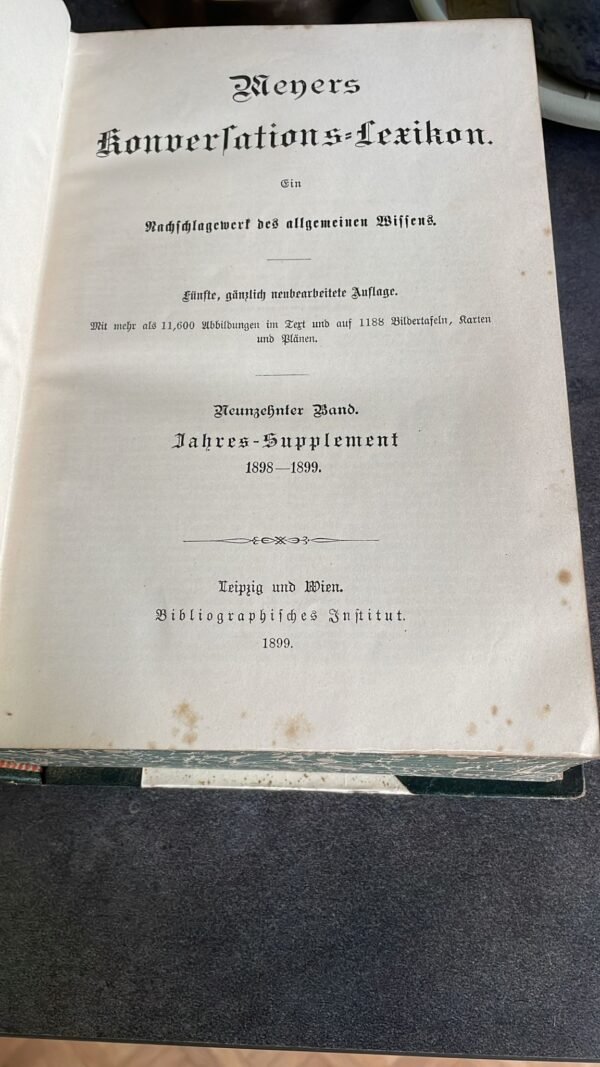 Meyers
Konversations-Lexikon.
Ein
Nachschlagewerk des allgemeinen Wissens.
Fünfte, gänzlich neubearbeitete Auflage.
Mit mehr als 11,600 Abbildungen im Text und auf 1188 Bildertafeln, Karten
und Plänen.
Neunzehnter Band.
Jahres-Supplement
1898—1899.
Leipzig und Wien.
Bibliographisches Institut.
1899.